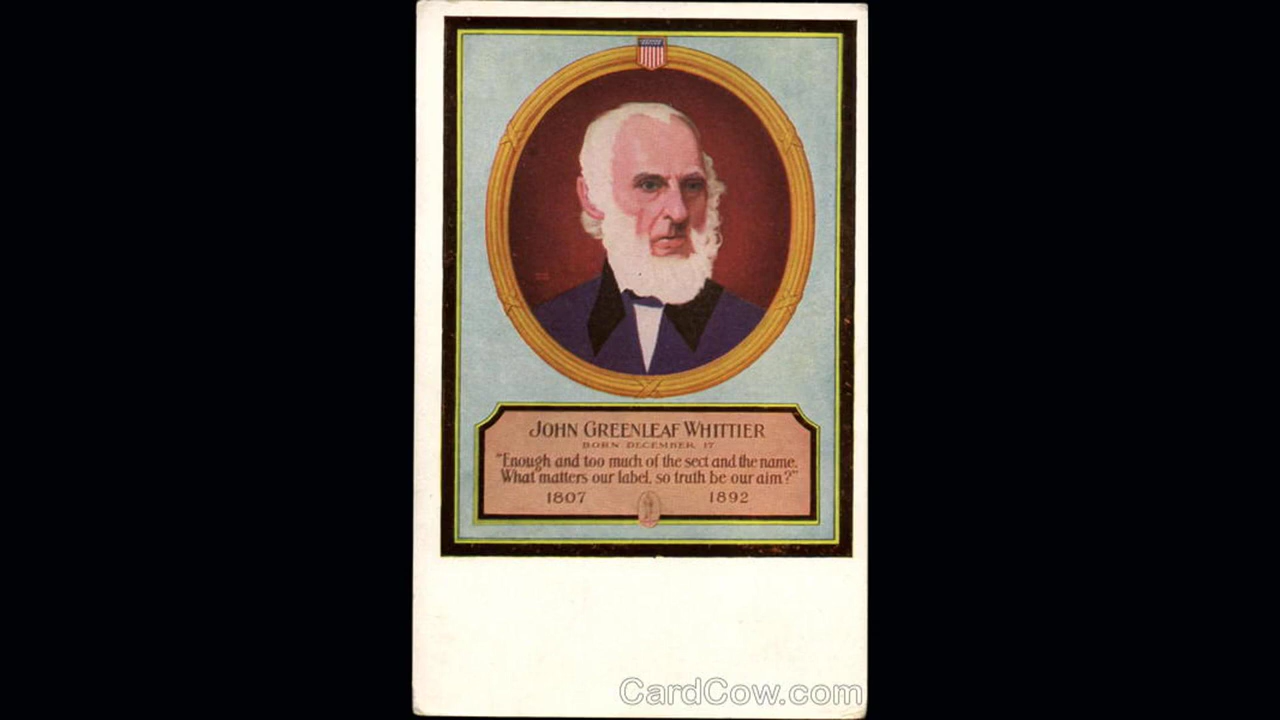 JOHN GREENLEAF WHITTIER
BORN DECEMBER 17
"Enough and too much of the sect and the name.
What matters our label, so truth be our aim?"
1807 1892
CardCow.com